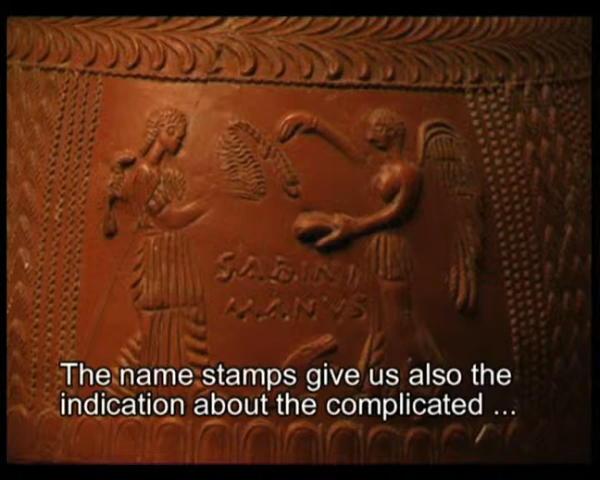 SABINI
MANVS
The name stamps give us also the
indication about the complicated ...